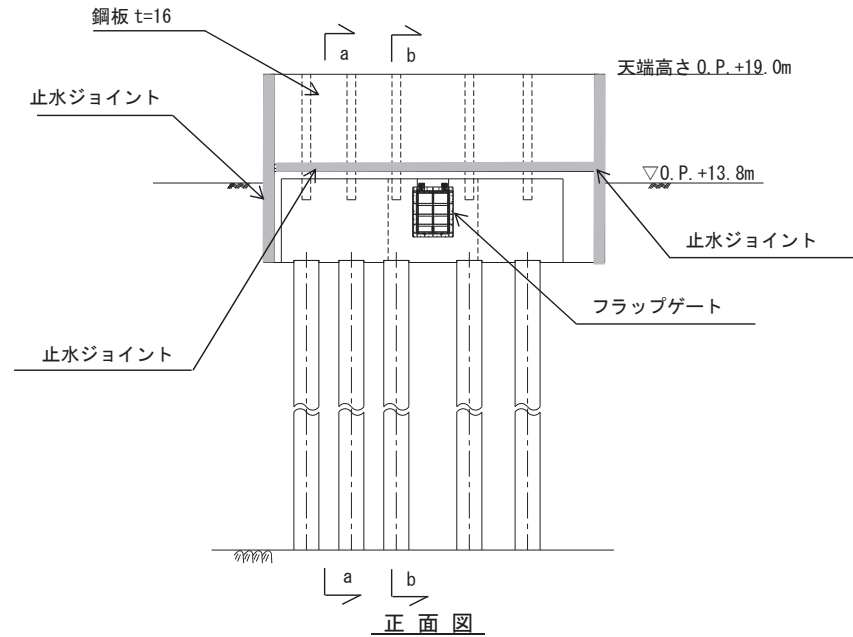 鋼板 t=16
a
b
天端高さ O.P.+19.0m
止水ジョイント
▽O.P.+13.8m
止水ジョイント
フラップゲート
止水ジョイント
a
b
正面図